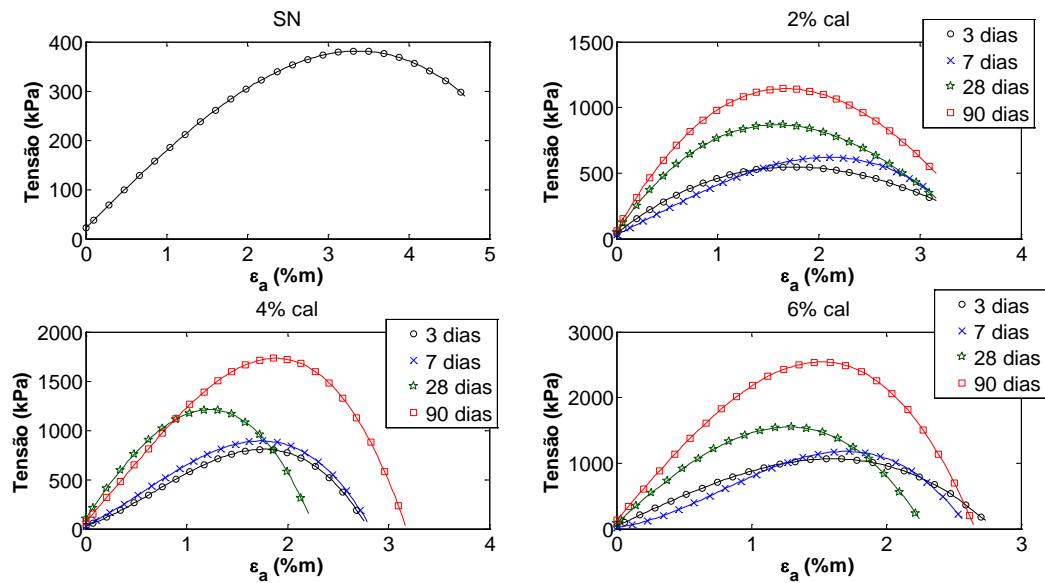 SN
400
300
200
100
0
Tensão (kPa)
0 1 2 3 4 5
εa (%m)
2% cal
1500
1000
500
0
Tensão (kPa)
0 1 2 3 4
εa (%m)
3 dias
7 dias
28 dias
90 dias
4% cal
2000
1500
1000
500
0
Tensão (kPa)
0 1 2 3 4
εa (%m)
3 dias
7 dias
28 dias
90 dias
6% cal
3000
2000
1000
0
Tensão (kPa)
0 1 2 3
εa (%m)
3 dias
7 dias
28 dias
90 dias